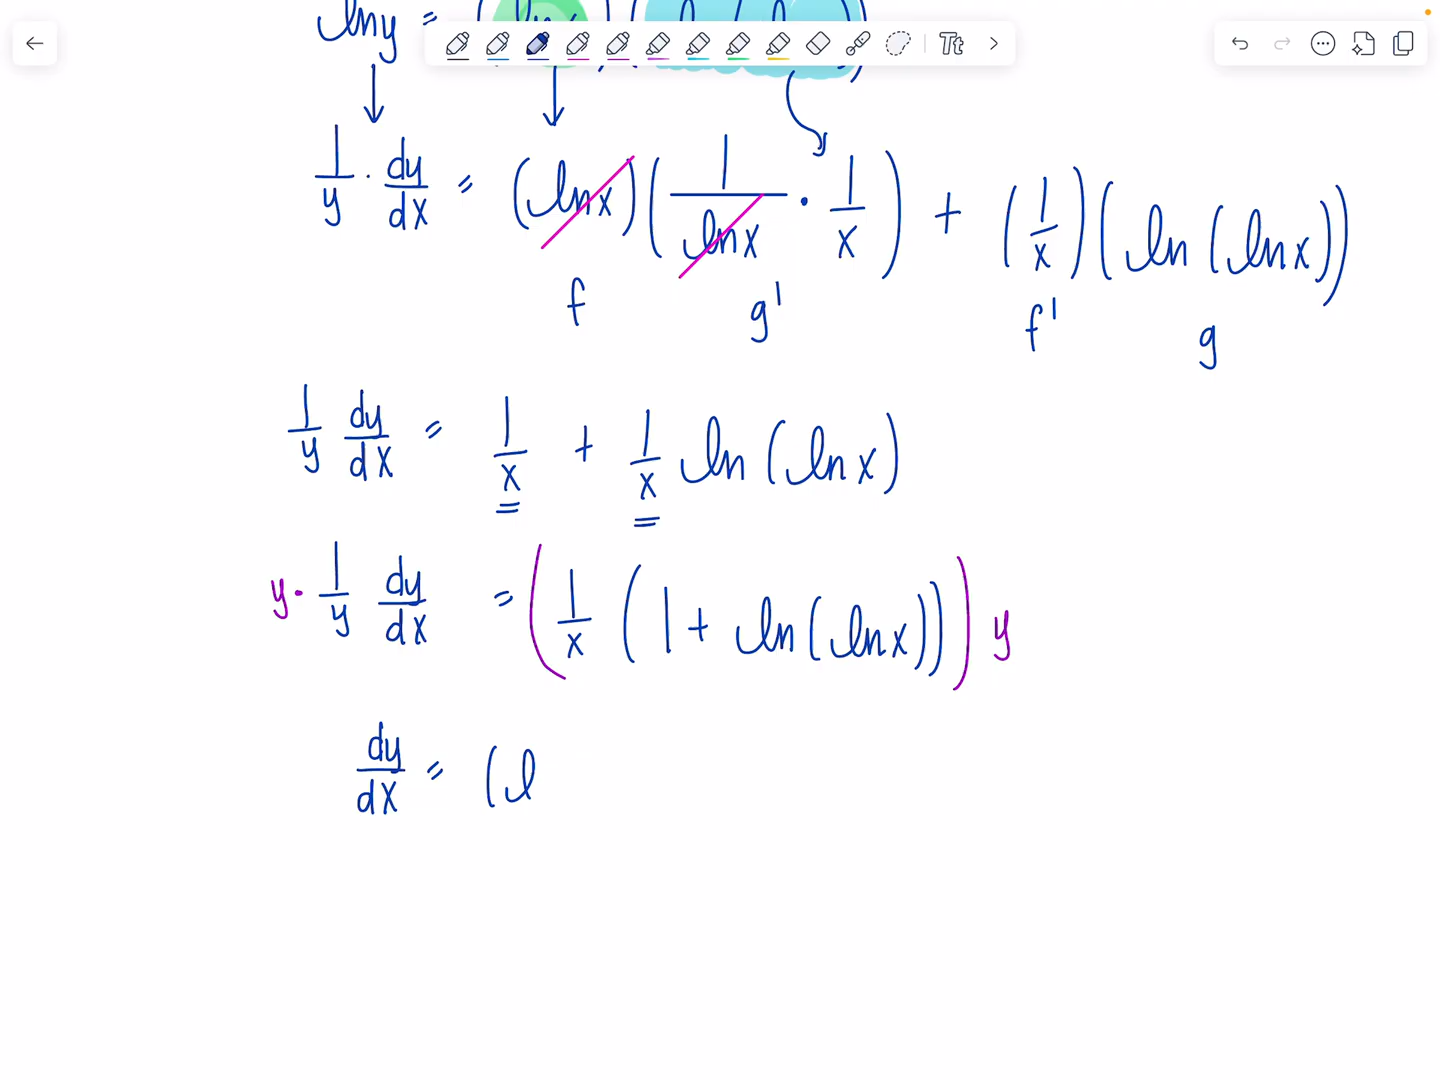 ln y =
Tt
1/y · dy/dx = (ln x)(1/ln x · 1/x) + (1/x)(ln(ln x))
f g' f' g
1/y dy/dx = 1/x + 1/x ln(ln x)
y · 1/y dy/dx = (1/x (1 + ln(ln x))) y
dy/dx = (l